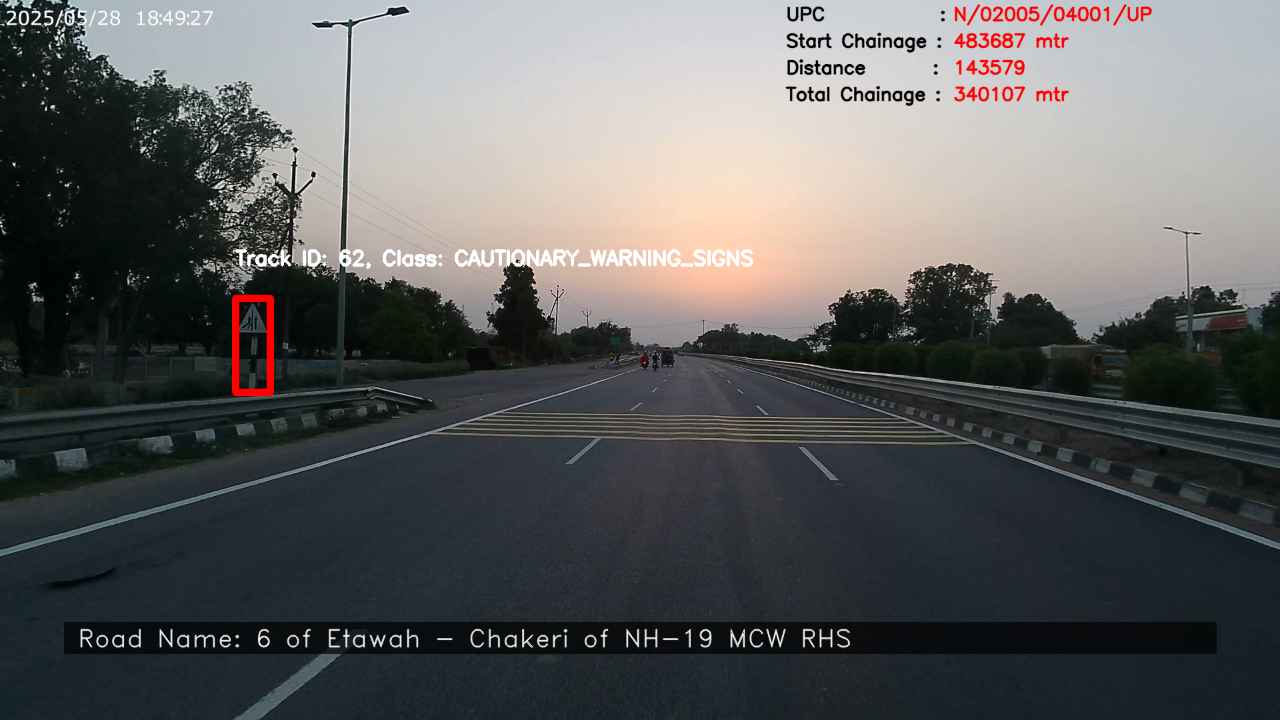 2025/05/28 18:49:27
UPC : N/02005/04001/UP
Start Chainage : 483687 mtr
Distance : 143579
Total Chainage : 340107 mtr
Track ID: 62, Class: CAUTIONARY_WARNING_SIGNS
Road Name: 6 of Etawah - Chakeri of NH-19 MCW RHS